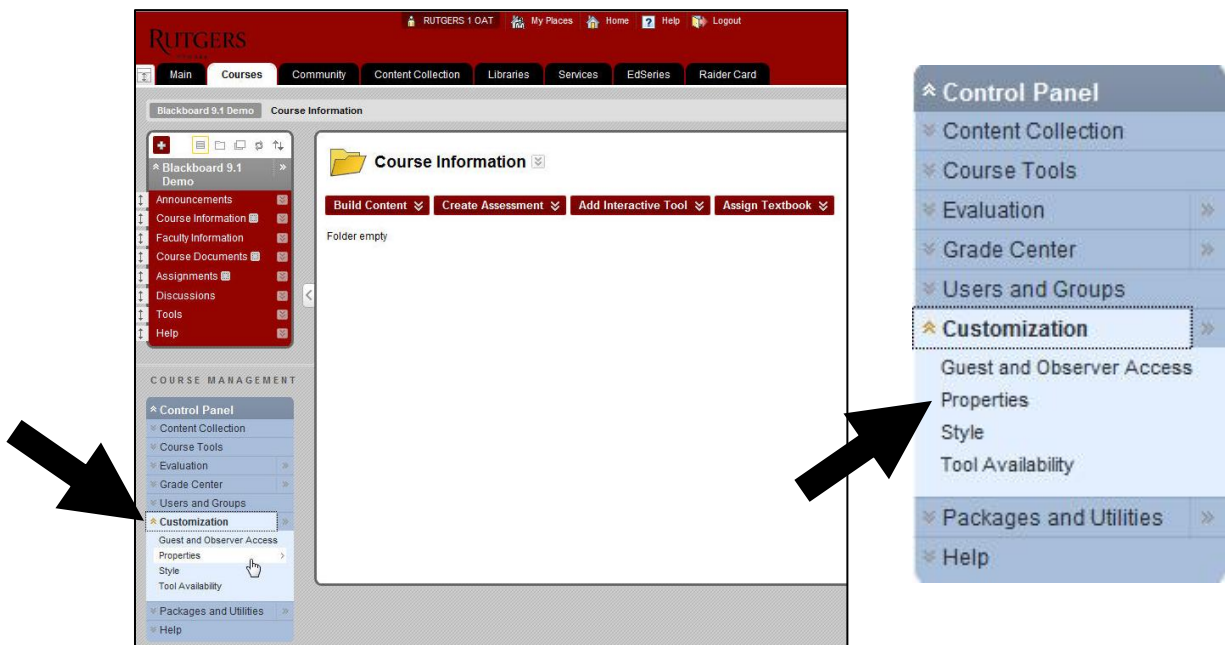 RUTGERS 1 OAT My Places Home Help Logout
RUTGERS
Main Courses Community Content Collection Libraries Services EdSeries Raider Card
Blackboard 9.1 Demo Course Information
Blackboard 9.1
Demo
Announcements
Course Information
Faculty Information
Course Documents
Assignments
Discussions
Tools
Help
Course Information
Build Content Create Assessment Add Interactive Tool Assign Textbook
Folder empty
COURSE MANAGEMENT
Control Panel
Content Collection
Course Tools
Evaluation
Grade Center
Users and Groups
Customization
Guest and Observer Access
Properties
Style
Tool Availability
Packages and Utilities
Help
Control Panel
Content Collection
Course Tools
Evaluation
Grade Center
Users and Groups
Customization
Guest and Observer Access
Properties
Style
Tool Availability
Packages and Utilities
Help